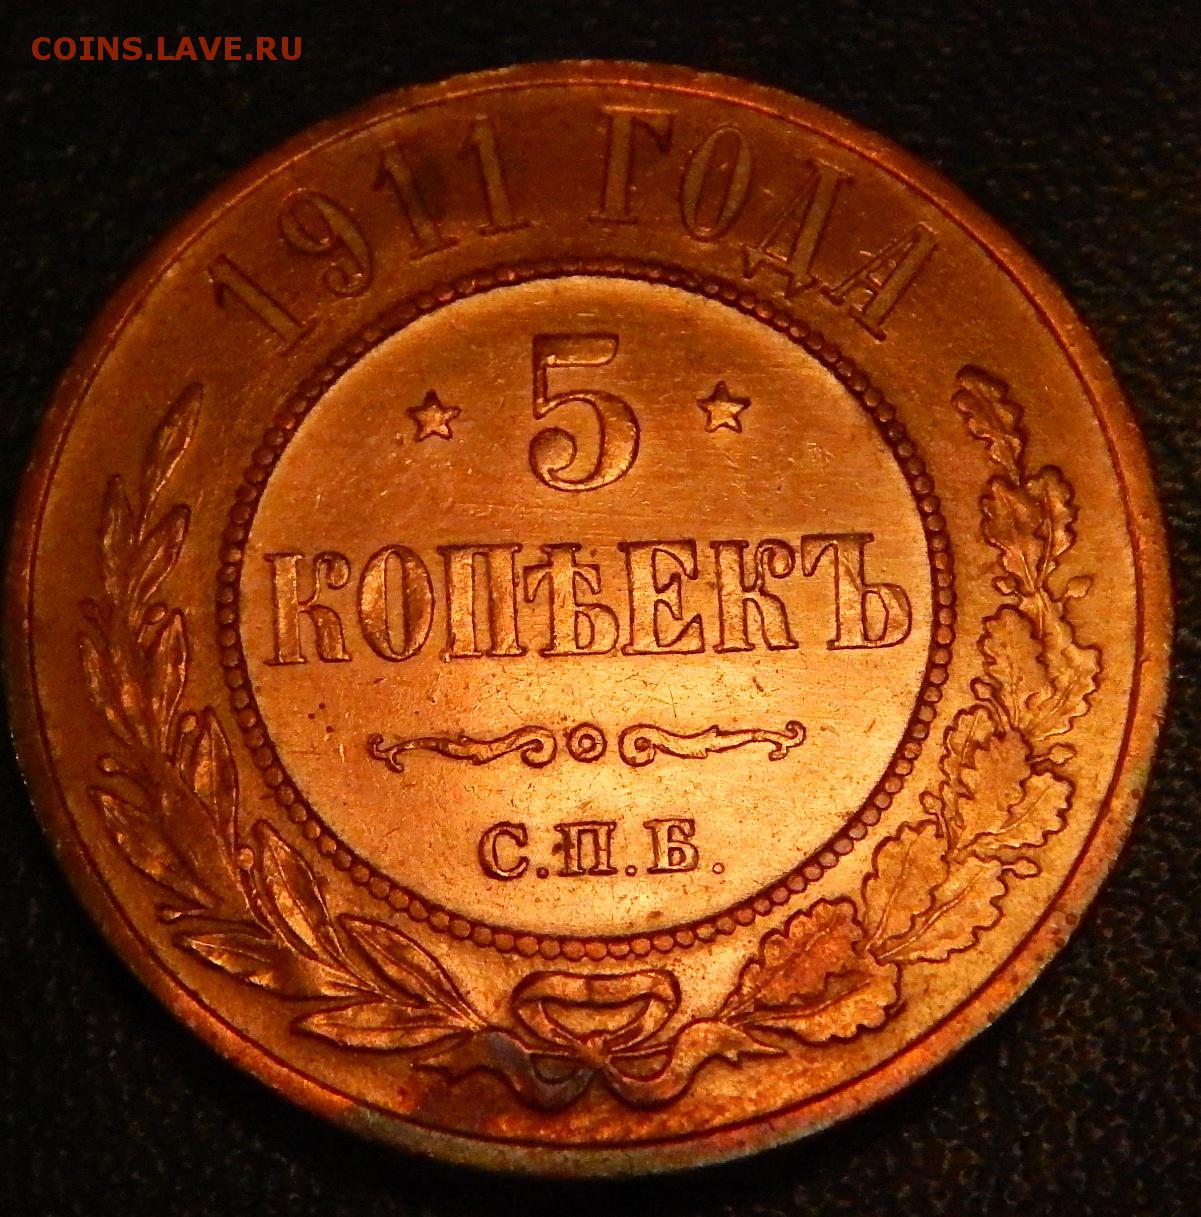 COINS.LAVE.RU
1911 ГОДА
5
КОПѢЕКЪ
С.П.Б.